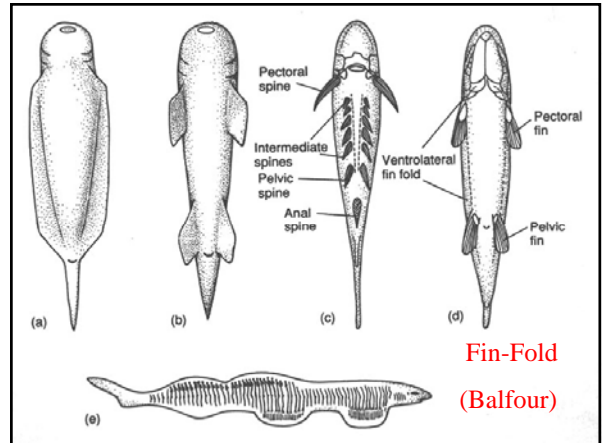 Pectoral
spine
Intermediate
spines
Pelvic
spine
Anal
spine
Ventrolateral
fin fold
Pectoral
fin
Pelvic
fin
(a)
(b)
(c)
(d)
Fin-Fold
(Balfour)
(e)